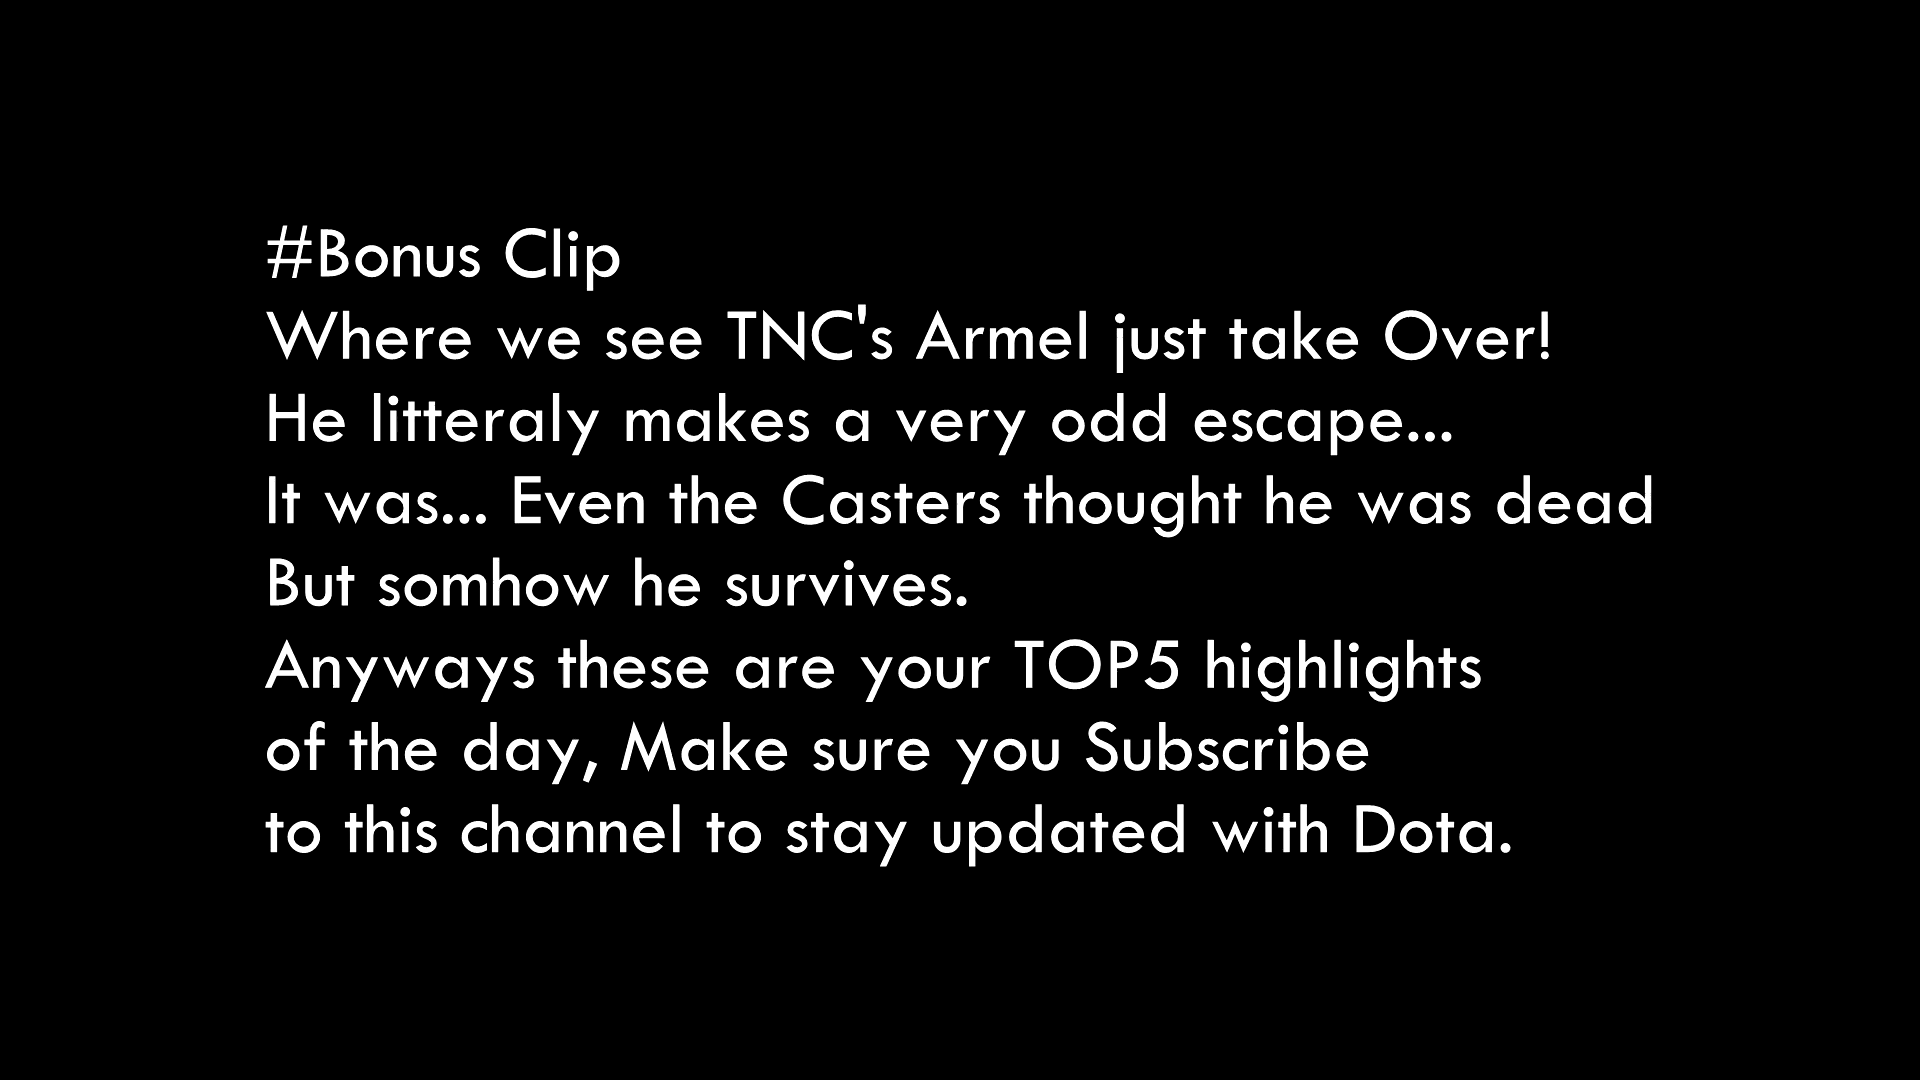 #Bonus Clip
Where we see TNC's Armel just take Over!
He litteraly makes a very odd escape...
It was... Even the Casters thought he was dead
But somhow he survives.
Anyways these are your TOP5 highlights
of the day, Make sure you Subscribe
to this channel to stay updated with Dota.